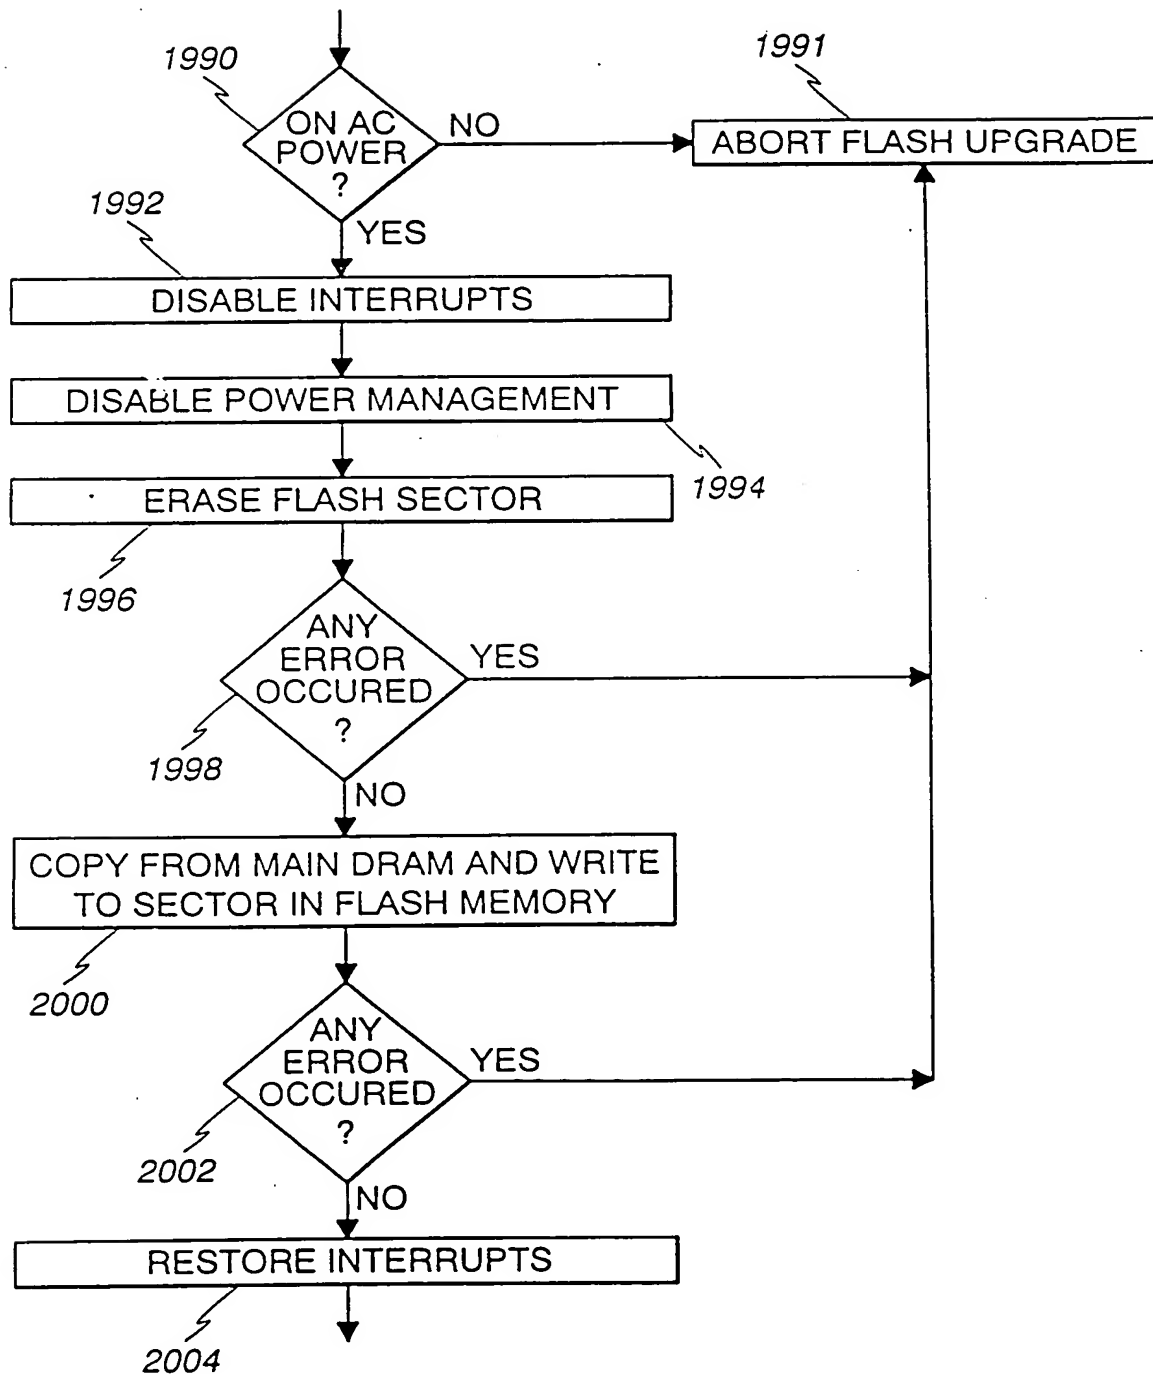 1990
1991
ON AC
POWER
?
NO
ABORT FLASH UPGRADE
1992
YES
DISABLE INTERRUPTS
DISABLE POWER MANAGEMENT
1994
ERASE FLASH SECTOR
1996
ANY
ERROR
OCCURED
?
YES
1998
NO
COPY FROM MAIN DRAM AND WRITE
TO SECTOR IN FLASH MEMORY
2000
ANY
ERROR
OCCURED
?
YES
2002
NO
RESTORE INTERRUPTS
2004